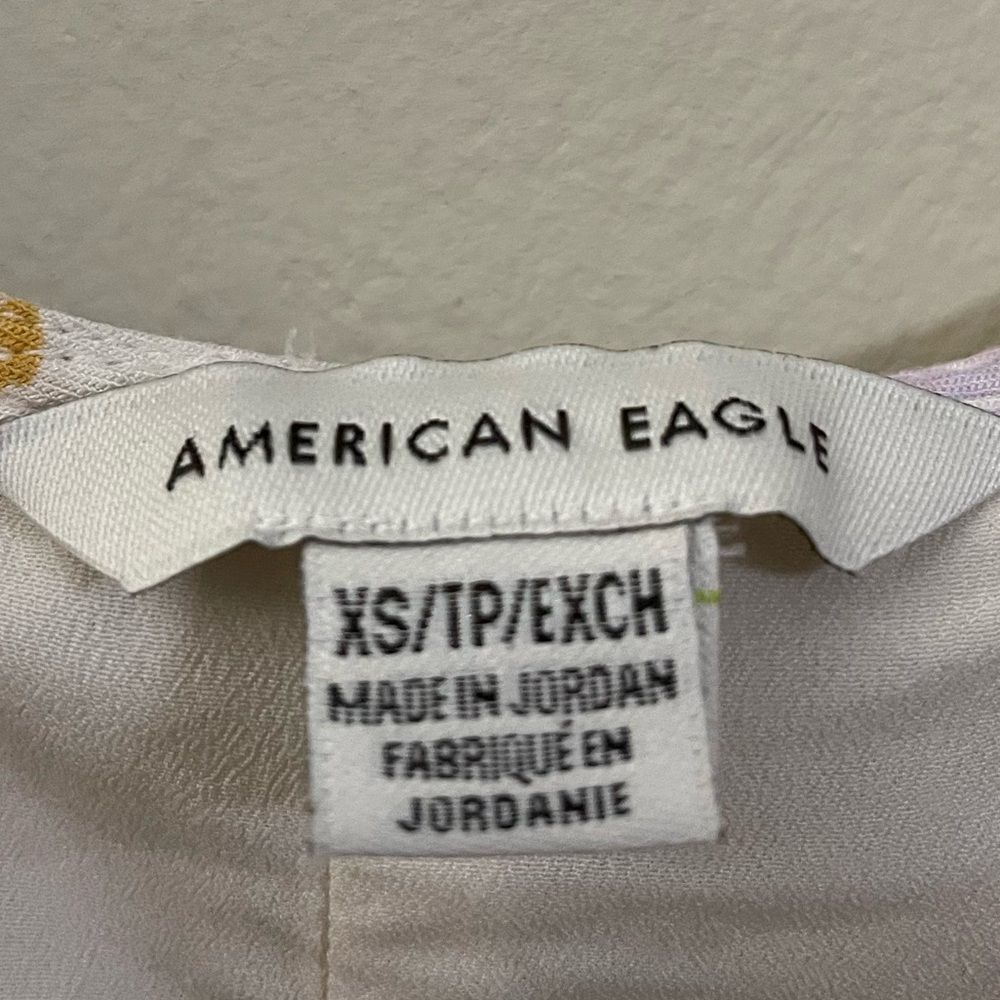 AMERICAN EAGLE
XS/TP/EXCH
MADE IN JORDAN
FABRIQUÉ EN
JORDANIE